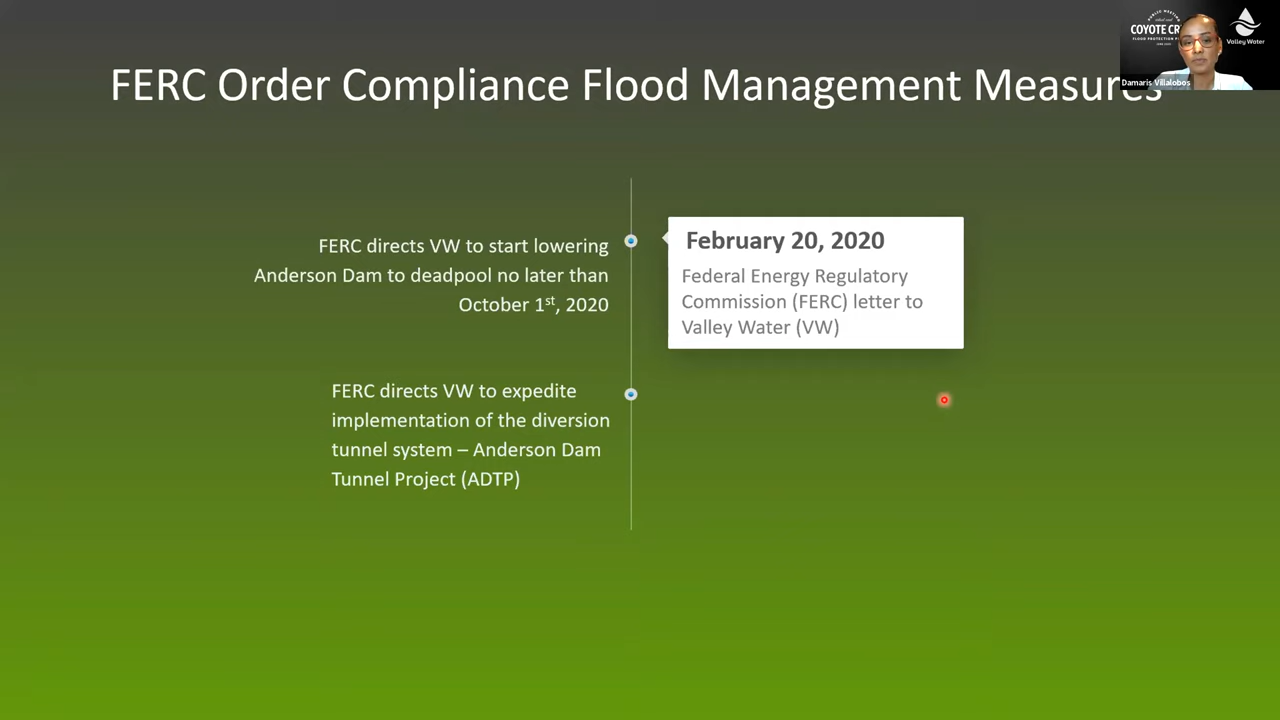 PUBLIC MEETING
COYOTE CR
Valley Water
Damaris Villalobos
FERC Order Compliance Flood Management Measures
FERC directs VW to start lowering
Anderson Dam to deadpool no later than
October 1st, 2020
February 20, 2020
Federal Energy Regulatory
Commission (FERC) letter to
Valley Water (VW)
FERC directs VW to expedite
implementation of the diversion
tunnel system – Anderson Dam
Tunnel Project (ADTP)